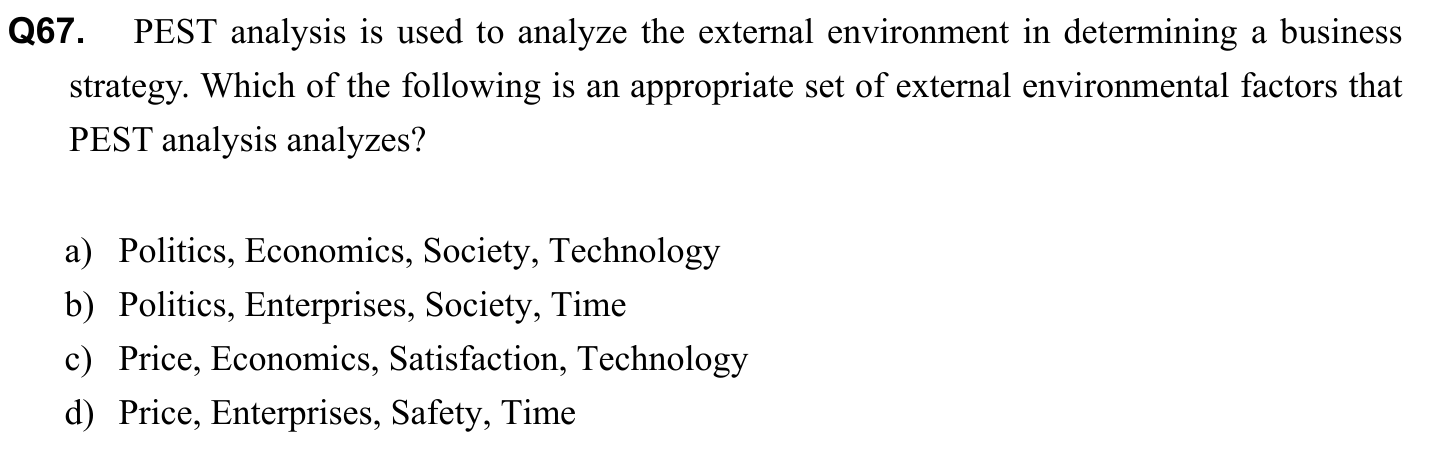 Q67. PEST analysis is used to analyze the external environment in determining a business
strategy. Which of the following is an appropriate set of external environmental factors that
PEST analysis analyzes?
a) Politics, Economics, Society, Technology
b) Politics, Enterprises, Society, Time
c) Price, Economics, Satisfaction, Technology
d) Price, Enterprises, Safety, Time